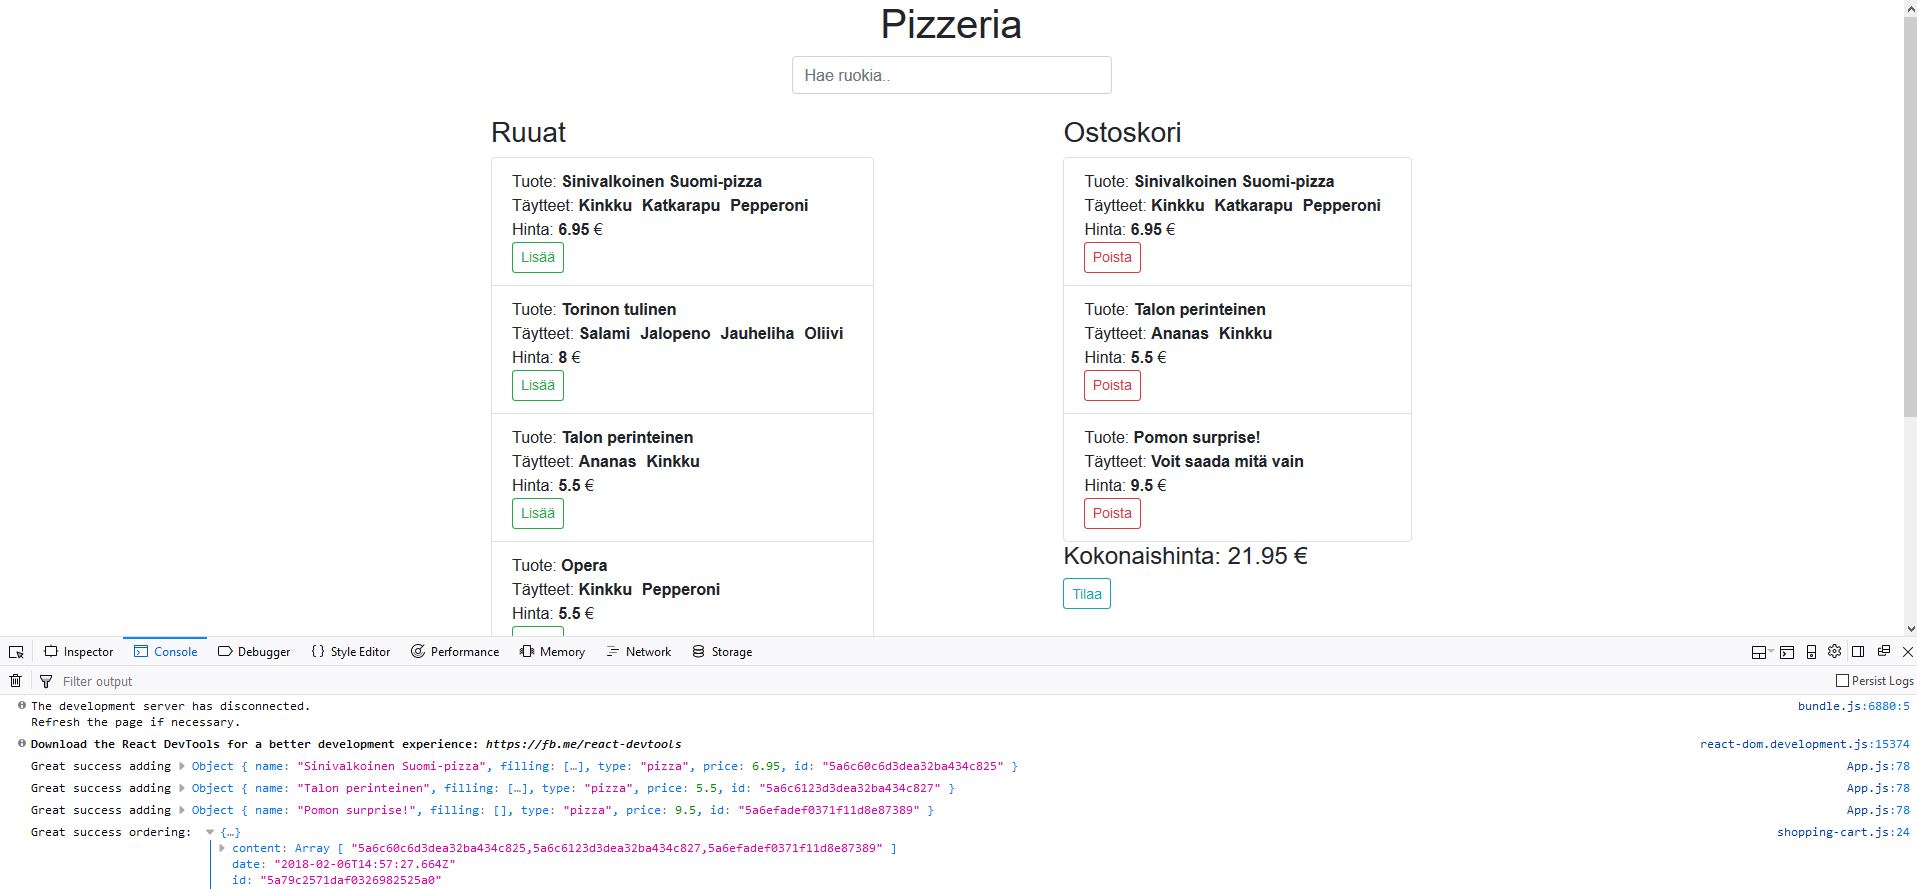 Pizzeria
Hae ruokia..
Ruuat
Tuote: Sinivalkoinen Suomi-pizza
Täytteet: Kinkku Katkarapu Pepperoni
Hinta: 6.95 €
Lisää
Tuote: Torinon tulinen
Täytteet: Salami Jalopeno Jauheliha Oliivi
Hinta: 8 €
Lisää
Tuote: Talon perinteinen
Täytteet: Ananas Kinkku
Hinta: 5.5 €
Lisää
Tuote: Opera
Täytteet: Kinkku Pepperoni
Hinta: 5.5 €
Ostoskori
Tuote: Sinivalkoinen Suomi-pizza
Täytteet: Kinkku Katkarapu Pepperoni
Hinta: 6.95 €
Poista
Tuote: Talon perinteinen
Täytteet: Ananas Kinkku
Hinta: 5.5 €
Poista
Tuote: Pomon surprise!
Täytteet: Voit saada mitä vain
Hinta: 9.5 €
Poista
Kokonaishinta: 21.95 €
Tilaa
Inspector Console Debugger {} Style Editor Performance Memory Network Storage
Filter output Persist Logs
The development server has disconnected. bundle.js:6880:5
Refresh the page if necessary.
Download the React DevTools for a better development experience: https://fb.me/react-devtools react-dom.development.js:15374
Great success adding Object { name: "Sinivalkoinen Suomi-pizza", filling: […], type: "pizza", price: 6.95, id: "5a6c60c6d3dea32ba434c825" } App.js:78
Great success adding Object { name: "Talon perinteinen", filling: […], type: "pizza", price: 5.5, id: "5a6c6123d3dea32ba434c827" } App.js:78
Great success adding Object { name: "Pomon surprise!", filling: [], type: "pizza", price: 9.5, id: "5a6efadef0371f11d8e87389" } App.js:78
Great success ordering: {…} shopping-cart.js:24
content: Array [ "5a6c60c6d3dea32ba434c825,5a6c6123d3dea32ba434c827,5a6efadef0371f11d8e87389" ]
date: "2018-02-06T14:57:27.664Z"
id: "5a79c2571daf0326982525a0"